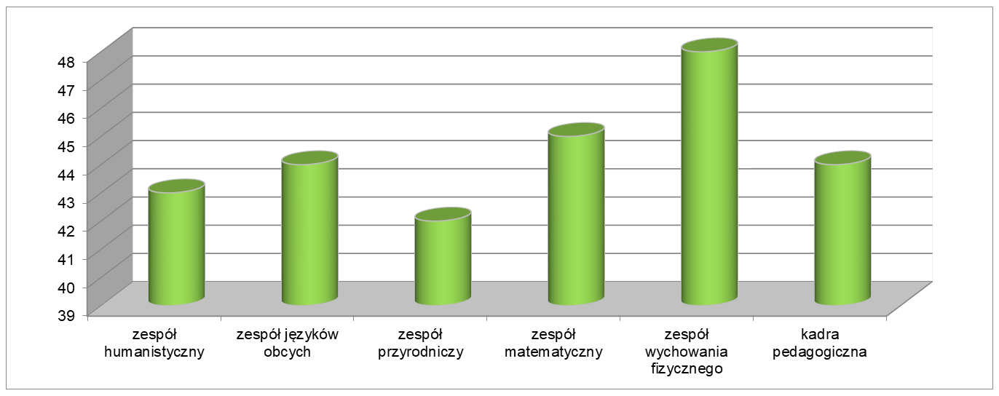 48
47
46
45
44
43
42
41
40
39
zespół
humanistyczny
zespół języków
obcych
zespół
przyrodniczy
zespół
matematyczny
zespół
wychowania
fizycznego
kadra
pedagogiczna